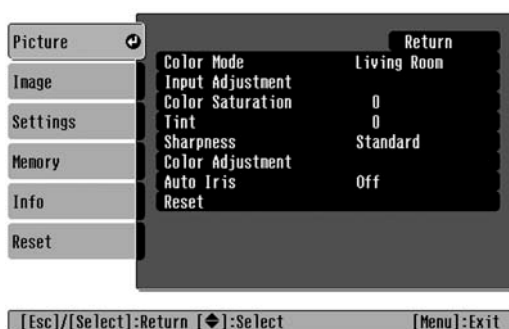 Picture
Image
Settings
Memory
Info
Reset
Return
Color Mode Living Room
Input Adjustment
Color Saturation 0
Tint 0
Sharpness Standard
Color Adjustment
Auto Iris Off
Reset
[Esc]/[Select]:Return [◆]:Select [Menu]:Exit